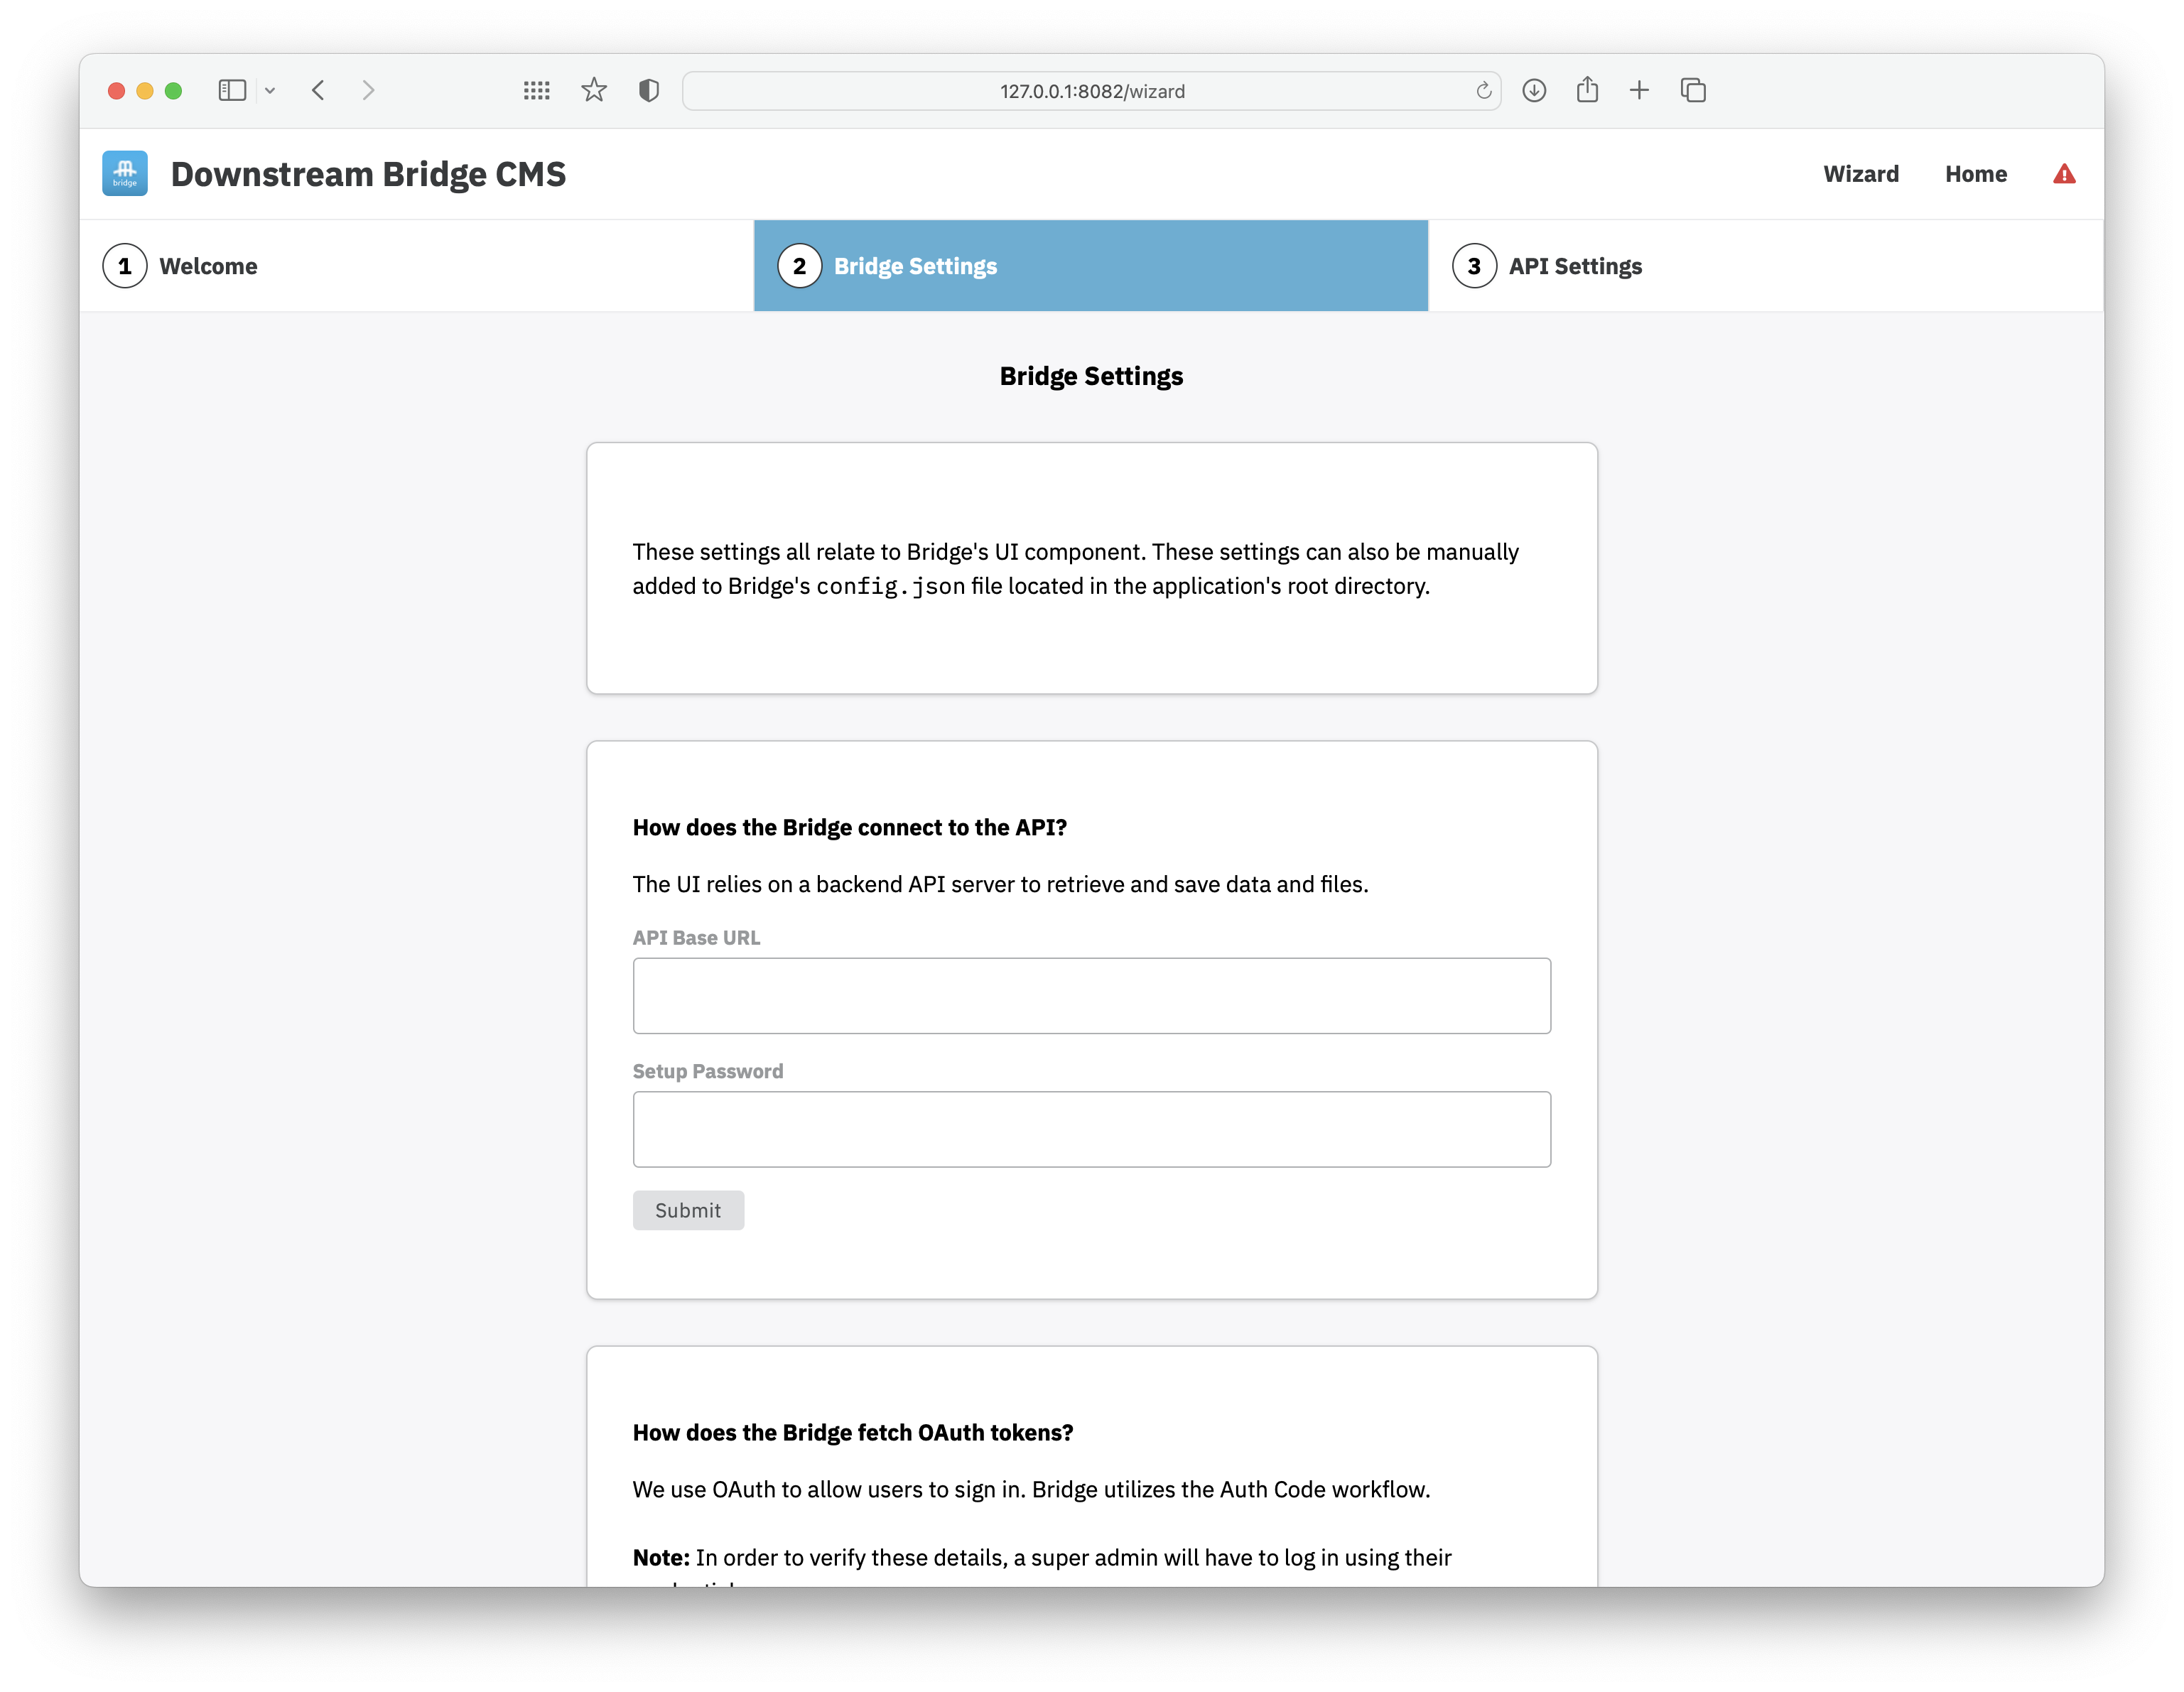 127.0.0.1:8082/wizard
bridge
Downstream Bridge CMS
Wizard
Home
1 Welcome
2 Bridge Settings
3 API Settings
Bridge Settings
These settings all relate to Bridge's UI component. These settings can also be manually
added to Bridge's config.json file located in the application's root directory.
How does the Bridge connect to the API?
The UI relies on a backend API server to retrieve and save data and files.
API Base URL
Setup Password
Submit
How does the Bridge fetch OAuth tokens?
We use OAuth to allow users to sign in. Bridge utilizes the Auth Code workflow.
Note: In order to verify these details, a super admin will have to log in using their